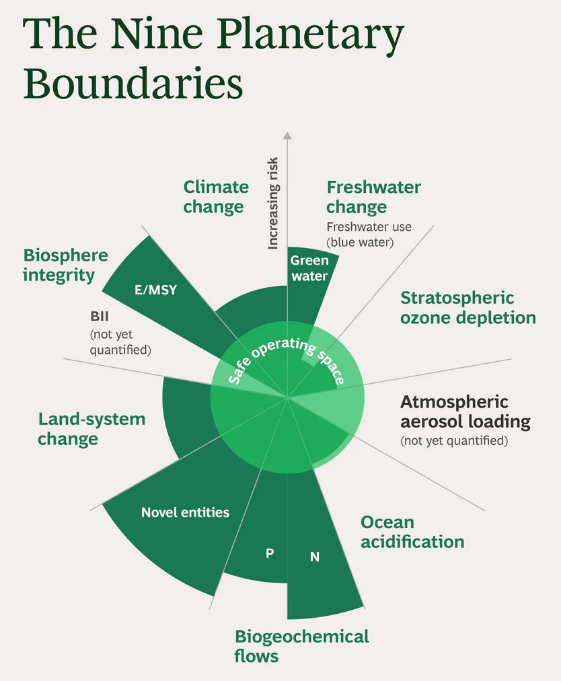 The Nine Planetary
Boundaries
Increasing risk
Climate
change
Freshwater
change
Freshwater use
(blue water)
Green
water
Biosphere
integrity
E/MSY
BII
(not yet
quantified)
Stratospheric
ozone depletion
Safe operating space
Atmospheric
aerosol loading
(not yet quantified)
Land-system
change
Novel entities
P
N
Ocean
acidification
Biogeochemical
flows